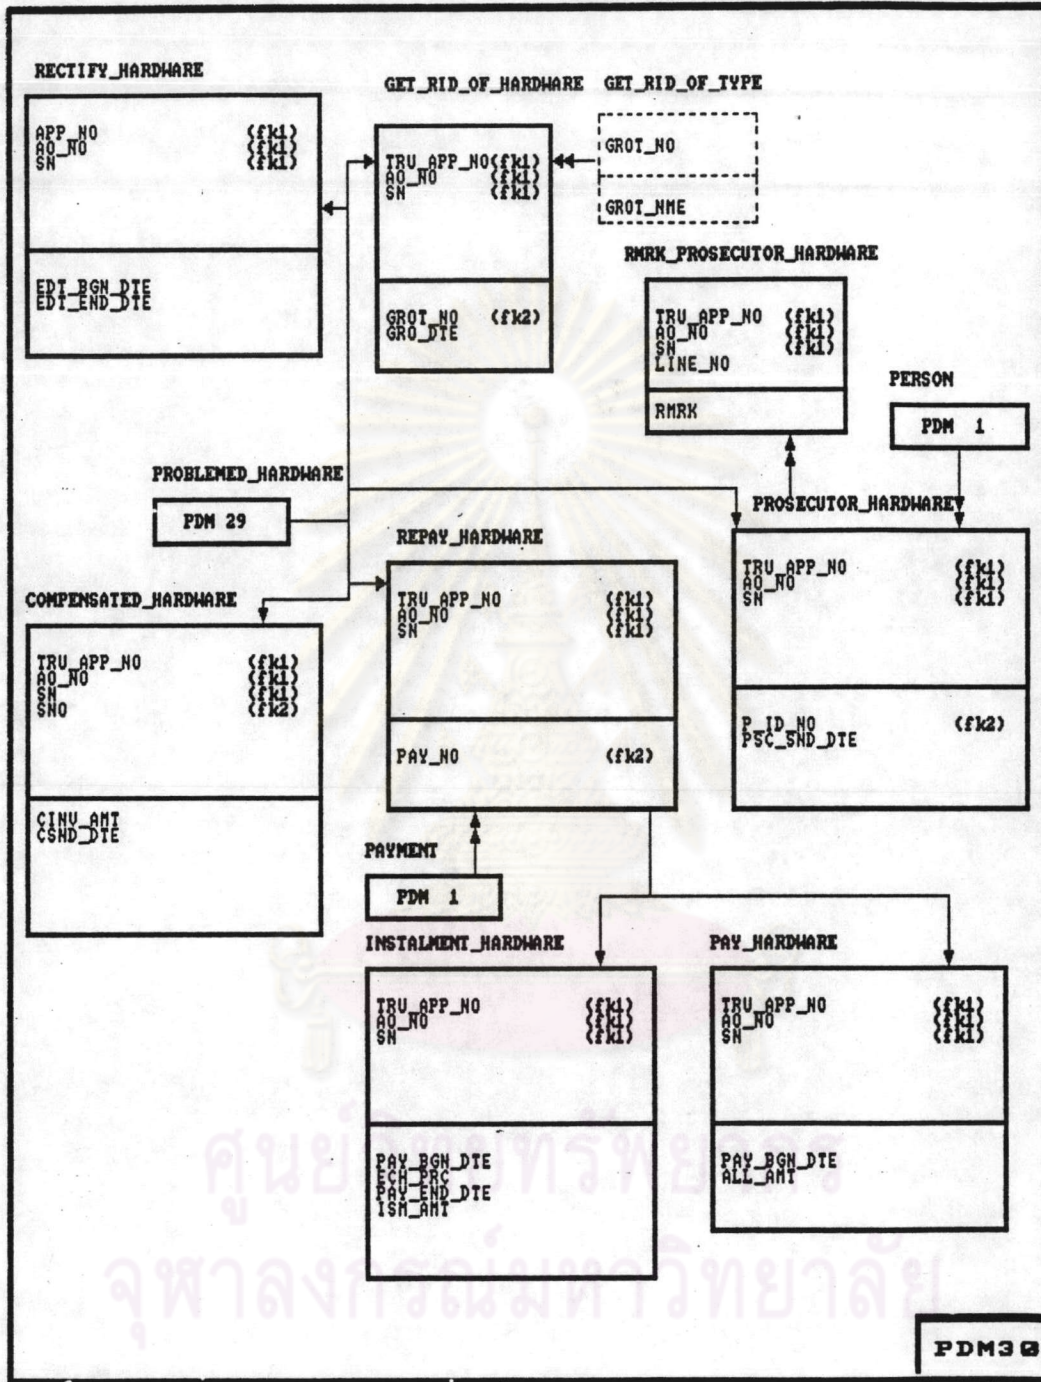 RECTIFY_HARDWARE
APP_NO (fk1)
AO_NO (fk1)
SN (fk1)
EDT_BGN_DTE
EDT_END_DTE
GET_RID_OF_HARDWARE
TRU_APP_NO(fk1)
AO_NO (fk1)
SN (fk1)
GROT_NO (fk2)
GRO_DTE
GET_RID_OF_TYPE
GROT_NO
GROT_NME
RMRK_PROSECUTOR_HARDWARE
TRU_APP_NO (fk1)
AO_NO (fk1)
SN (fk1)
LINE_NO
RMRK
PERSON
PDM 1
PROBLEMED_HARDWARE
PDM 29
PROSECUTOR_HARDWARE
TRU_APP_NO (fk1)
AO_NO (fk1)
SN (fk1)
P_ID_NO (fk2)
PSC_SND_DTE
REPAY_HARDWARE
TRU_APP_NO (fk1)
AO_NO (fk1)
SN (fk1)
PAY_NO (fk2)
COMPENSATED_HARDWARE
TRU_APP_NO (fk1)
AO_NO (fk1)
SN (fk1)
SNO (fk2)
CINV_AMT
CSND_DTE
PAYMENT
PDM 1
INSTALMENT_HARDWARE
TRU_APP_NO (fk1)
AO_NO (fk1)
SN (fk1)
PAY_BGN_DTE
ECH_PRC
PAY_END_DTE
ISM_AMT
PAY_HARDWARE
TRU_APP_NO (fk1)
AO_NO (fk1)
SN (fk1)
PAY_BGN_DTE
ALL_AMT
ศูนย์วิทยทรัพยากร
จุฬาลงกรณ์มหาวิทยาลัย
PDM30